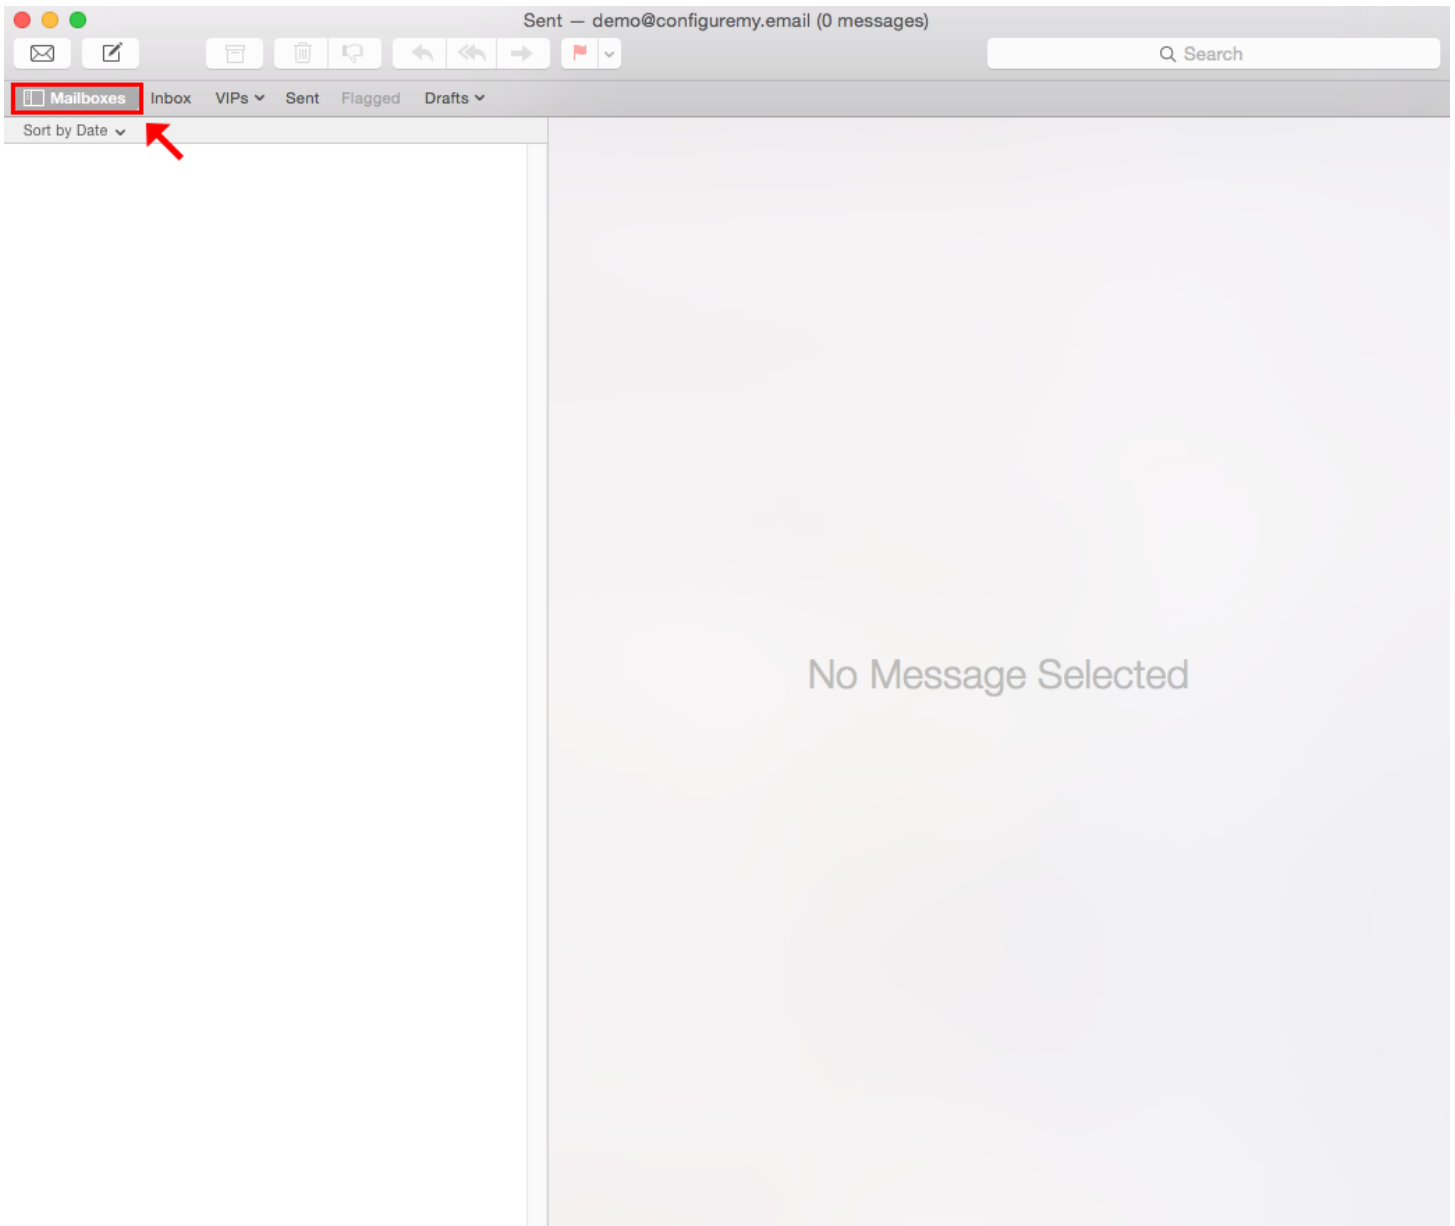 Sent — demo@configuremy.email (0 messages)
Search
Mailboxes Inbox VIPs Sent Flagged Drafts
Sort by Date
No Message Selected